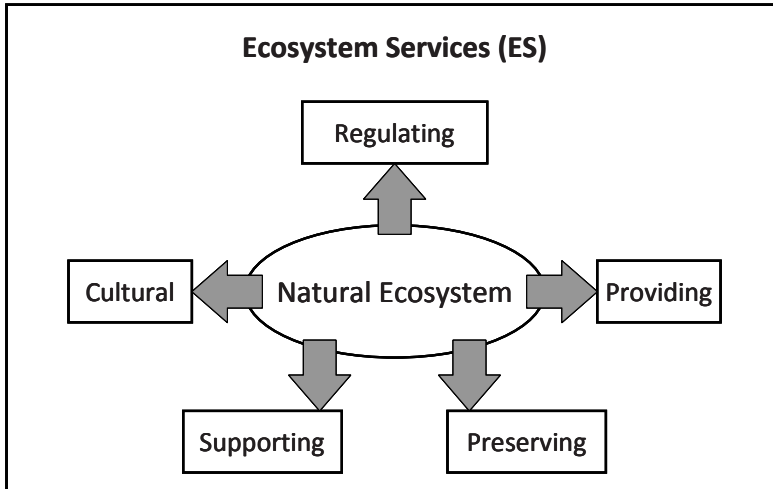 Ecosystem Services (ES)
Regulating
Cultural
Natural Ecosystem
Providing
Supporting
Preserving